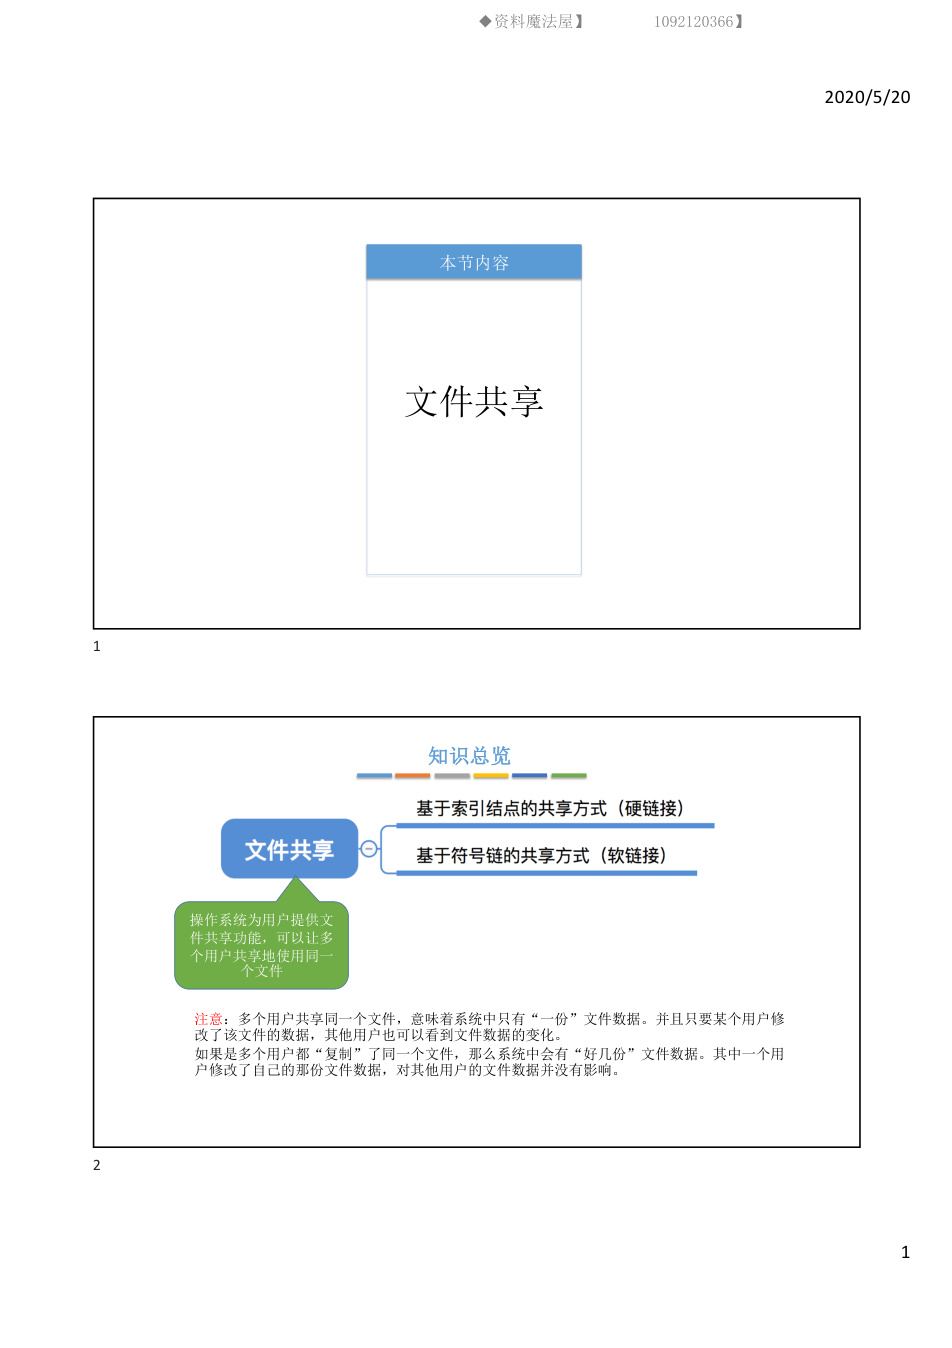 ◆资料魔法屋】 1092120366】
2020/5/20
本节内容
文件共享
1
知识总览
基于索引结点的共享方式（硬链接）
文件共享
基于符号链的共享方式（软链接）
操作系统为用户提供文
件共享功能，可以让多
个用户共享地使用同一
个文件
注意：多个用户共享同一个文件，意味着系统中只有“一份”文件数据。并且只要某个用户修
改了该文件的数据，其他用户也可以看到文件数据的变化。
如果是多个用户都“复制”了同一个文件，那么系统中会有“好几份”文件数据。其中一个用
户修改了自己的那份文件数据，对其他用户的文件数据并没有影响。
2
1